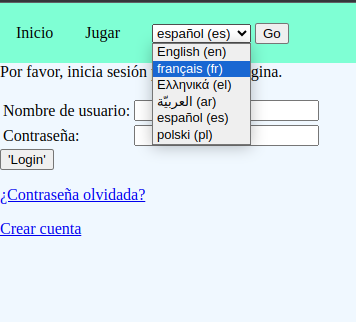 Inicio Jugar español (es) Go
English (en)
français (fr)
Ελληνικά (el)
العربيّة (ar)
español (es)
polski (pl)
Por favor, inicia sesión gina.
Nombre de usuario:
Contraseña:
'Login'
¿Contraseña olvidada?
Crear cuenta